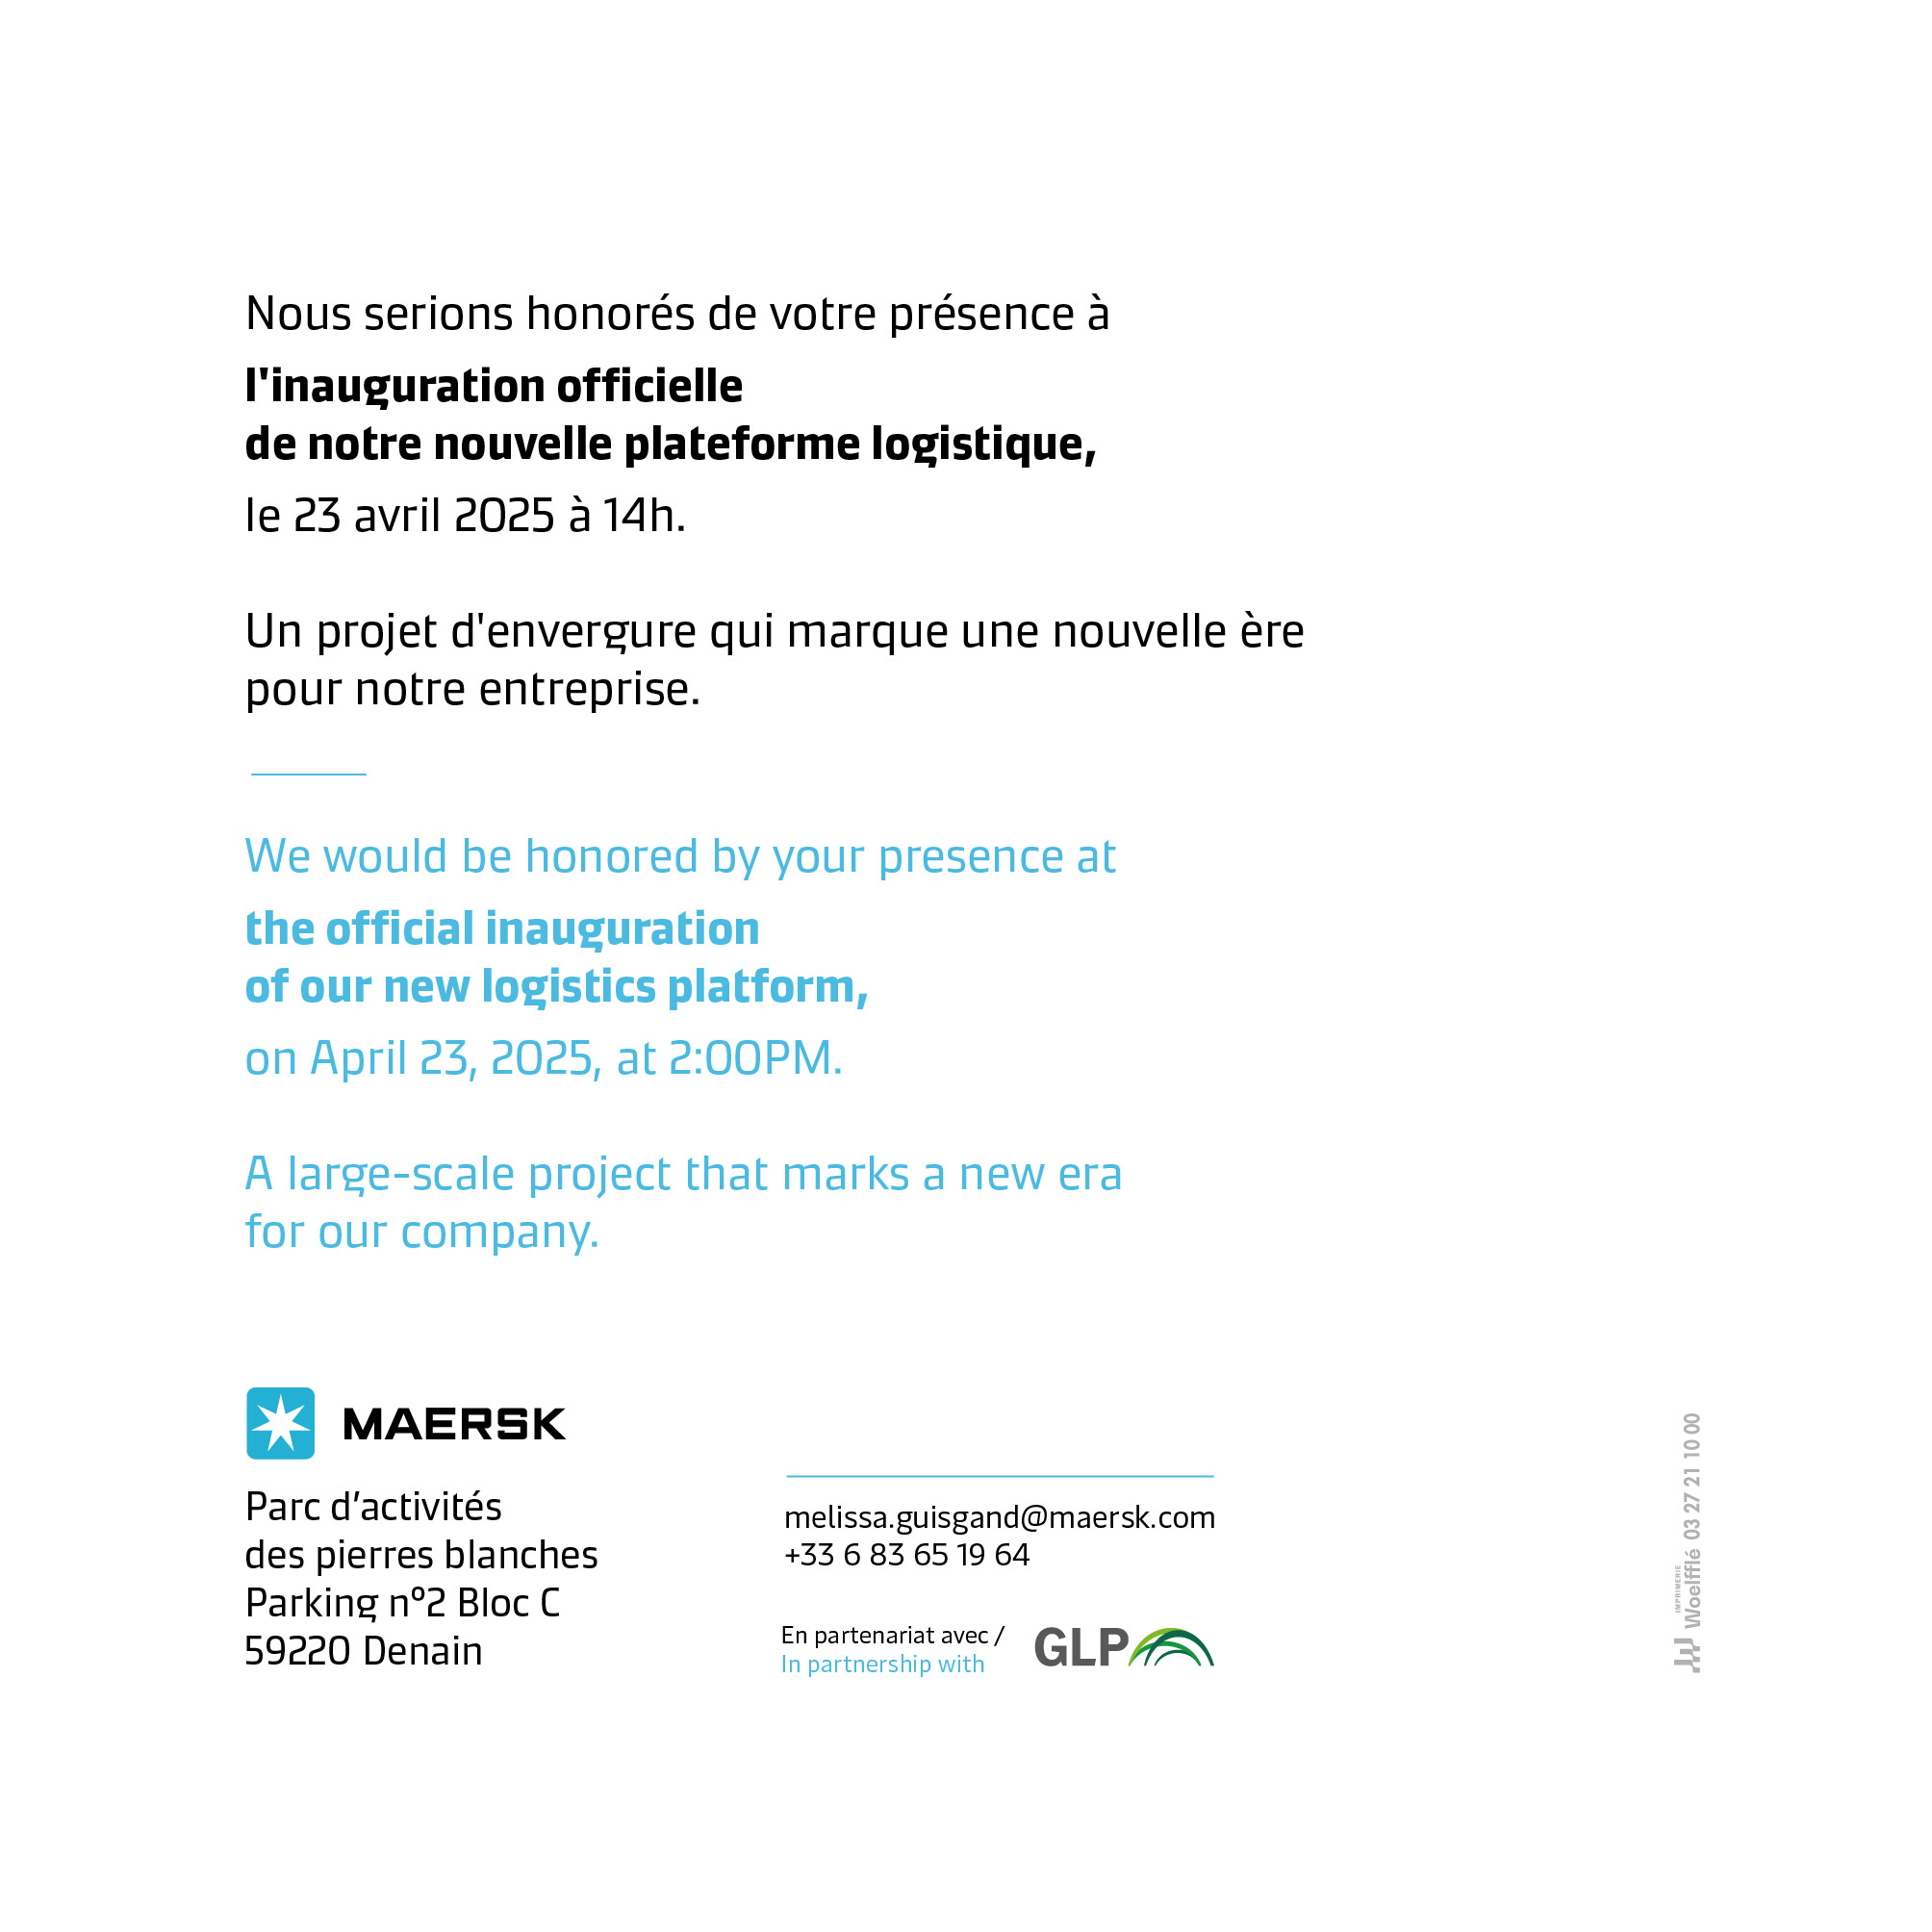 Nous serions honorés de votre présence à
l'inauguration officielle
de notre nouvelle plateforme logistique,
le 23 avril 2025 à 14h.
Un projet d'envergure qui marque une nouvelle ère
pour notre entreprise.
We would be honored by your presence at
the official inauguration
of our new logistics platform,
on April 23, 2025, at 2:00PM.
A large-scale project that marks a new era
for our company.
MAERSK
Parc d’activités
des pierres blanches
Parking n°2 Bloc C
59220 Denain
melissa.guisgand@maersk.com
+33 6 83 65 19 64
En partenariat avec /
In partnership with
GLP
IMPRIMERIE
Woelfflé 03 27 21 10 00